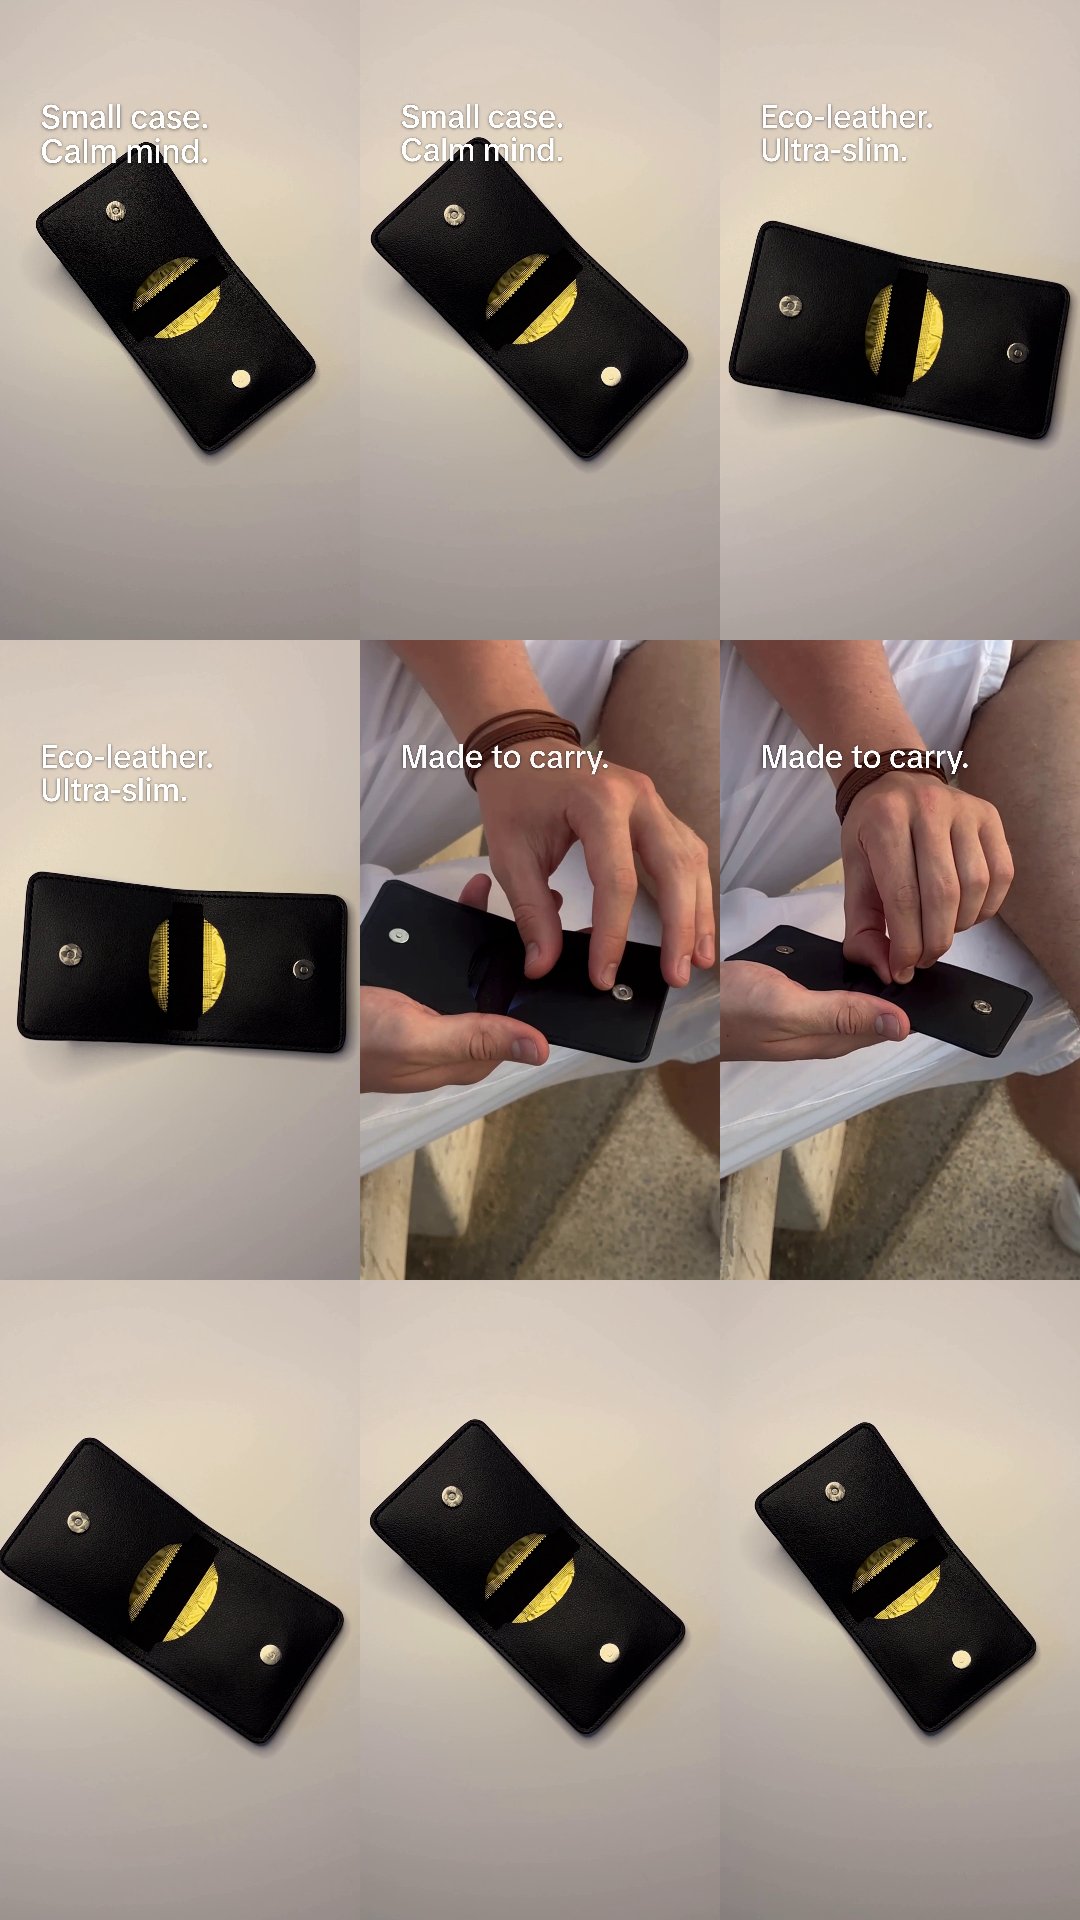 Small case.
Calm mind.
Small case.
Calm mind.
Eco-leather.
Ultra-slim.
Eco-leather.
Ultra-slim.
Made to carry.
Made to carry.